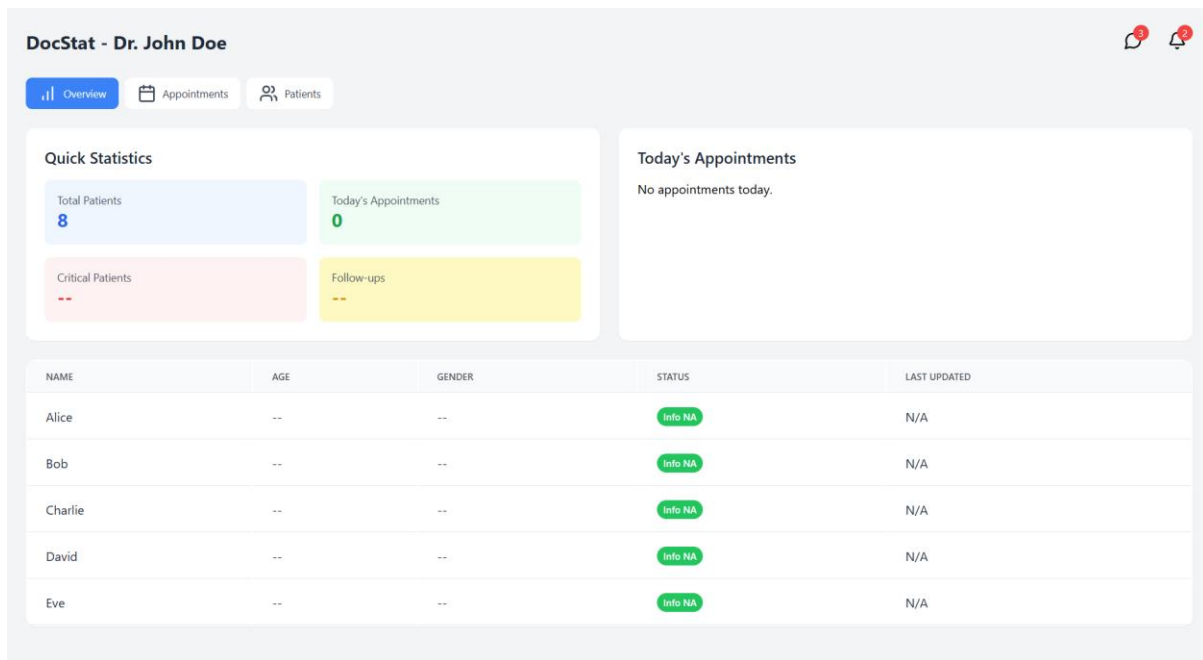 DocStat - Dr. John Doe
3
2
Overview
Appointments
Patients
Quick Statistics
Total Patients
8
Today's Appointments
0
Critical Patients
--
Follow-ups
--
Today's Appointments
No appointments today.
NAME AGE GENDER STATUS LAST UPDATED
Alice -- -- Info NA N/A
Bob -- -- Info NA N/A
Charlie -- -- Info NA N/A
David -- -- Info NA N/A
Eve -- -- Info NA N/A